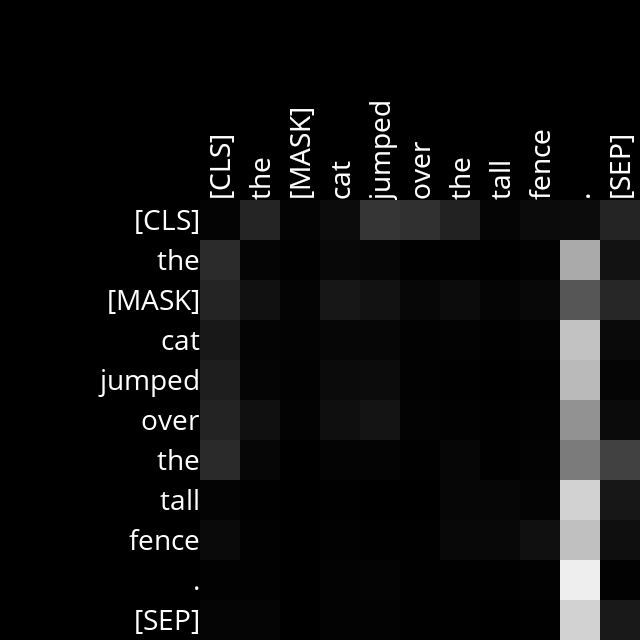 [CLS] the [MASK] cat jumped over the tall fence . [SEP]
[CLS]
the
[MASK]
cat
jumped
over
the
tall
fence
.
[SEP]